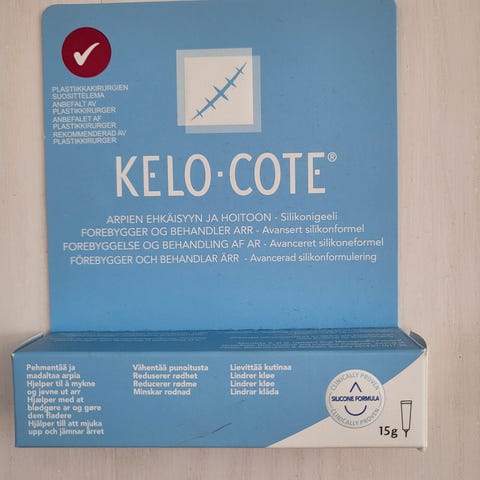 PLASTIIKKAKIRURGIEN
SUOSITTELEMA
ANBEFALT AV
PLASTIKKIRURGER
ANBEFALET AF
PLASTIKKIRURGER
REKOMMENDERAD AV
PLASTIKKIRURGER
KELO·COTE®
ARPIEN EHKÄISYYN JA HOITOON - Silikonigeeli
FOREBYGGER OG BEHANDLER ARR - Avansert silikonformel
FOREBYGGELSE OG BEHANDLING AF AR - Avanceret silikoneformel
FÖREBYGGER OCH BEHANDLAR ÄRR - Avancerad silikonformulering
Pehmentää ja
madaltaa arpia
Hjelper til å mykne
og jevne ut arr
Hjælper med at
blødgøre ar og gøre
dem fladere
Hjälper till att mjuka
upp och jämnar ärret
Vähentää punoitusta
Reduserer rødhet
Reducerer rødme
Minskar rodnad
Lievittää kutinaa
Lindrer kløe
Lindrer kløe
Lindrar klåda
CLINICALLY PROVEN
SILICONE FORMULA
CLINICALLY PROVEN
15g